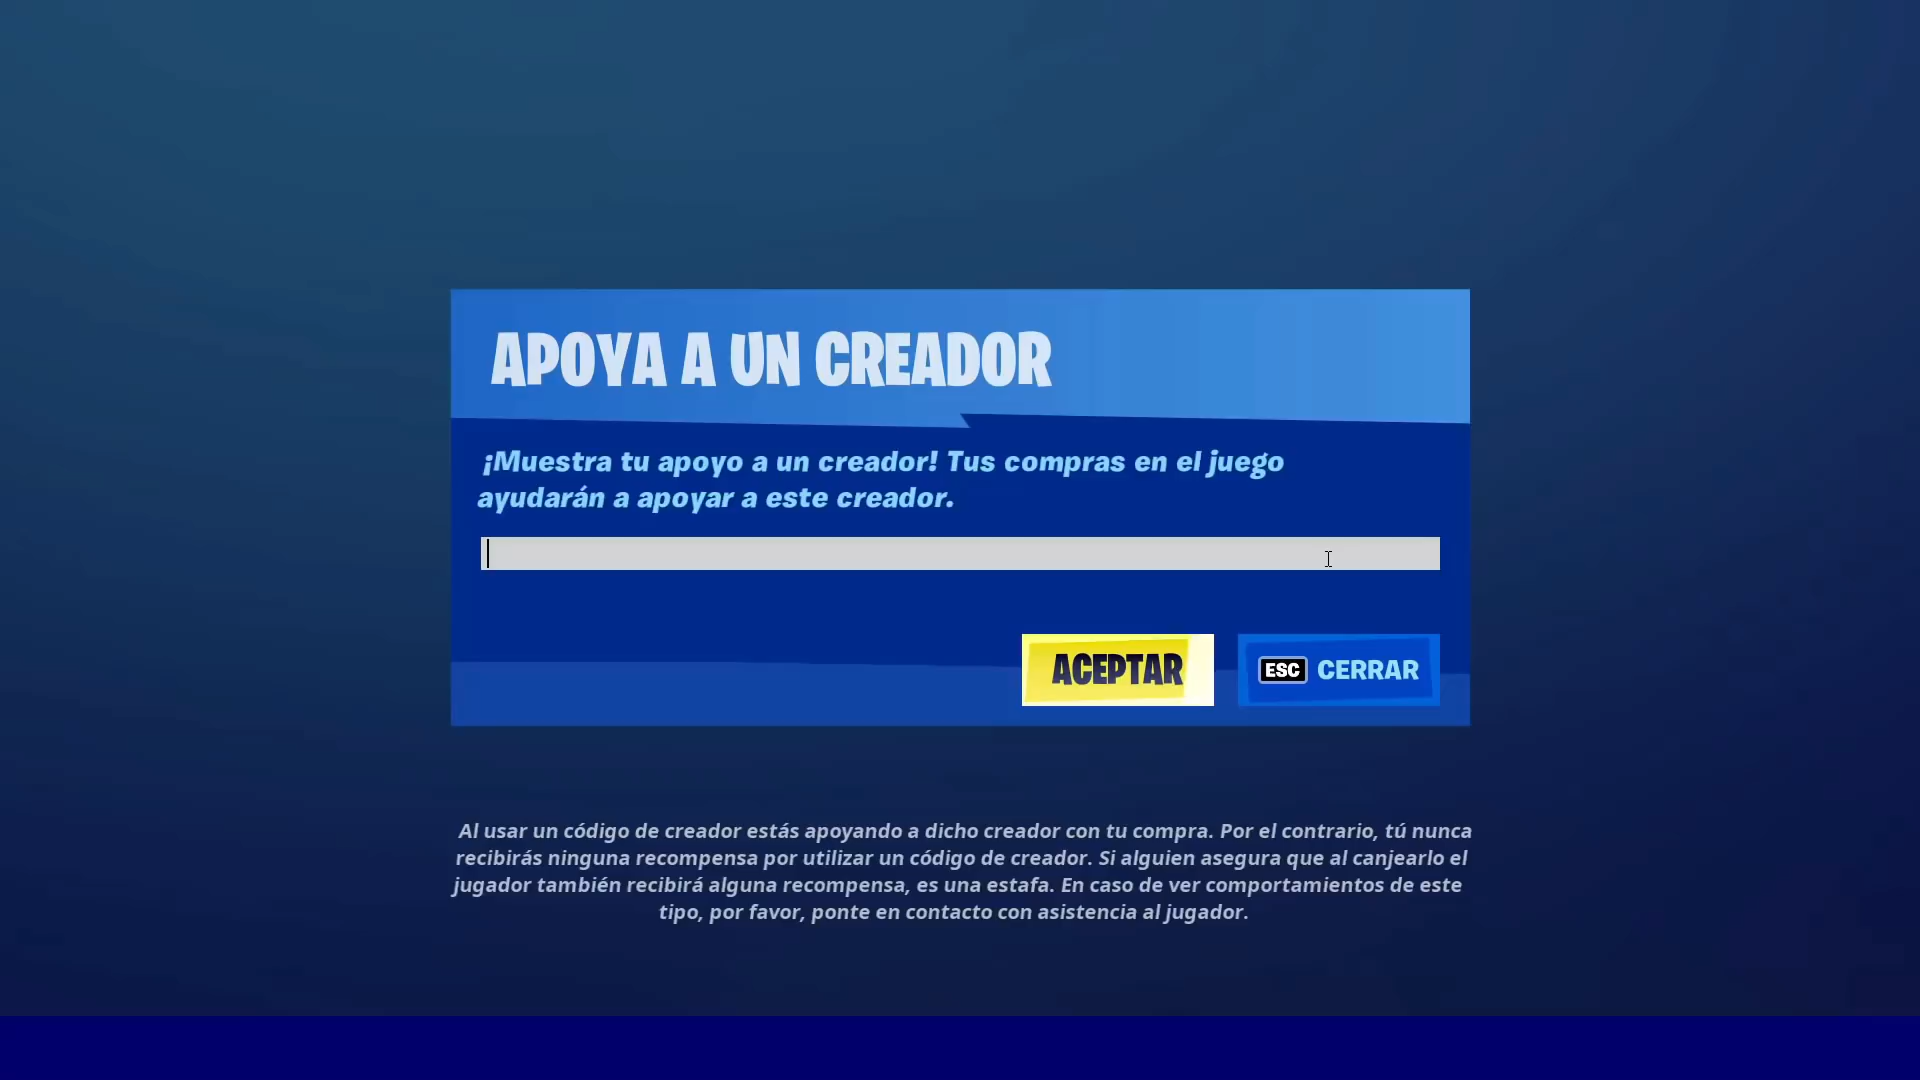 APOYA A UN CREADOR
¡Muestra tu apoyo a un creador! Tus compras en el juego
ayudarán a apoyar a este creador.
ACEPTAR
ESC CERRAR
Al usar un código de creador estás apoyando a dicho creador con tu compra. Por el contrario, tú nunca
recibirás ninguna recompensa por utilizar un código de creador. Si alguien asegura que al canjearlo el
jugador también recibirá alguna recompensa, es una estafa. En caso de ver comportamientos de este
tipo, por favor, ponte en contacto con asistencia al jugador.